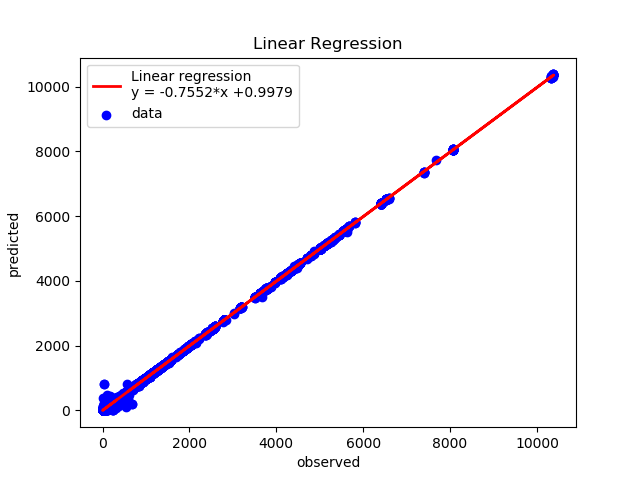 Linear Regression
Linear regression
y = -0.7552*x +0.9979
data
10000
8000
6000
4000
2000
0
predicted
0 2000 4000 6000 8000 10000
observed